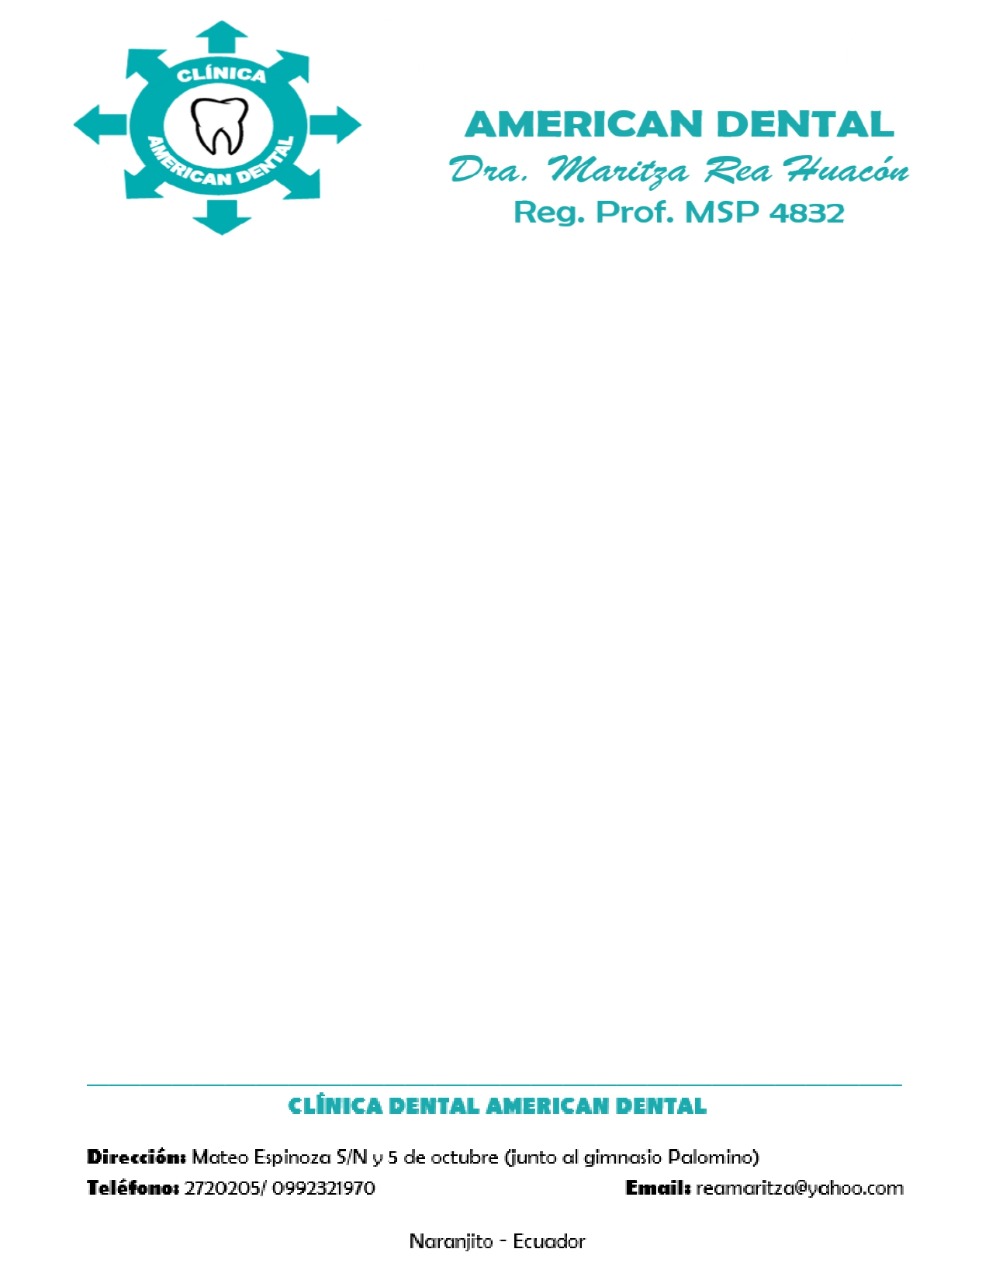 CLÍNICA
AMERICAN DENTAL
AMERICAN DENTAL
Dra. Maritza Rea Huacón
Reg. Prof. MSP 4832
CLÍNICA DENTAL AMERICAN DENTAL
Dirección: Mateo Espinoza S/N y 5 de octubre (junto al gimnasio Palomino)
Teléfono: 2720205/ 0992321970 Email: reamaritza@yahoo.com
Naranjito - Ecuador